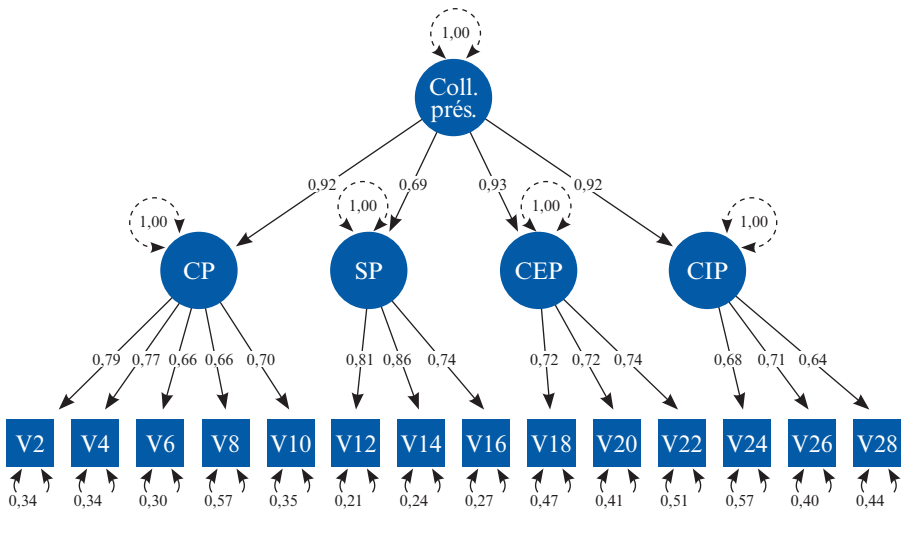 1,00
Coll.
prés.
0,92 0,69 0,93 0,92
1,00 1,00 1,00 1,00
CP SP CEP CIP
0,79 0,77 0,66 0,66 0,70 0,81 0,86 0,74 0,72 0,72 0,74 0,68 0,71 0,64
V2 V4 V6 V8 V10 V12 V14 V16 V18 V20 V22 V24 V26 V28
0,34 0,34 0,30 0,57 0,35 0,21 0,24 0,27 0,47 0,41 0,51 0,57 0,40 0,44